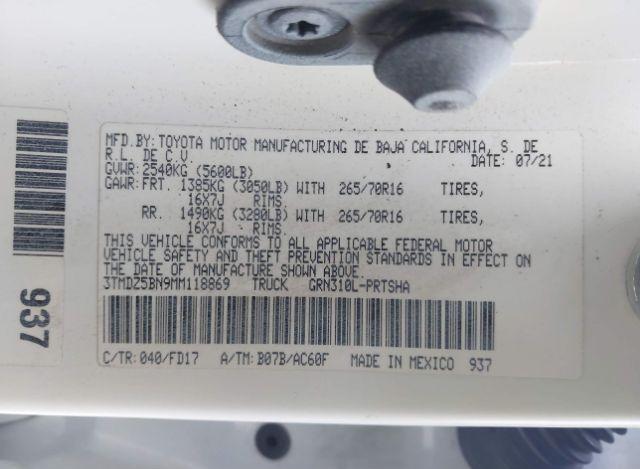 MFD.BY:TOYOTA MOTOR MANUFACTURING DE BAJA CALIFORNIA, S. DE
R.L. DE C.V. DATE: 07/21
GVWR:2540KG (5600LB)
GAWR:FRT. 1385KG (3050LB) WITH 265/70R16 TIRES,
16X7J RIMS.
RR. 1490KG (3280LB) WITH 265/70R16 TIRES,
16X7J RIMS.
THIS VEHICLE CONFORMS TO ALL APPLICABLE FEDERAL MOTOR
VEHICLE SAFETY AND THEFT PREVENTION STANDARDS IN EFFECT ON
THE DATE OF MANUFACTURE SHOWN ABOVE.
3TMDZ5BN9MM118869 TRUCK GRN310L-PRTSHA
C/TR:040/FD17 A/TM:B07B/AC60F MADE IN MEXICO 937
937